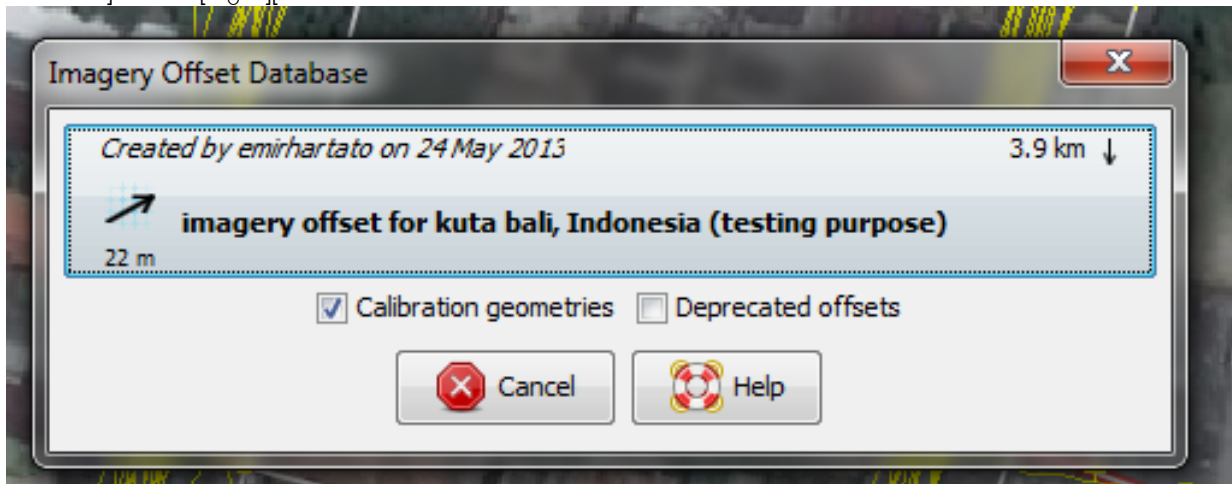 Imagery Offset Database
Created by emirhartato on 24 May 2013 3.9 km ↓
imagery offset for kuta bali, Indonesia (testing purpose)
22 m
Calibration geometries Deprecated offsets
Cancel Help